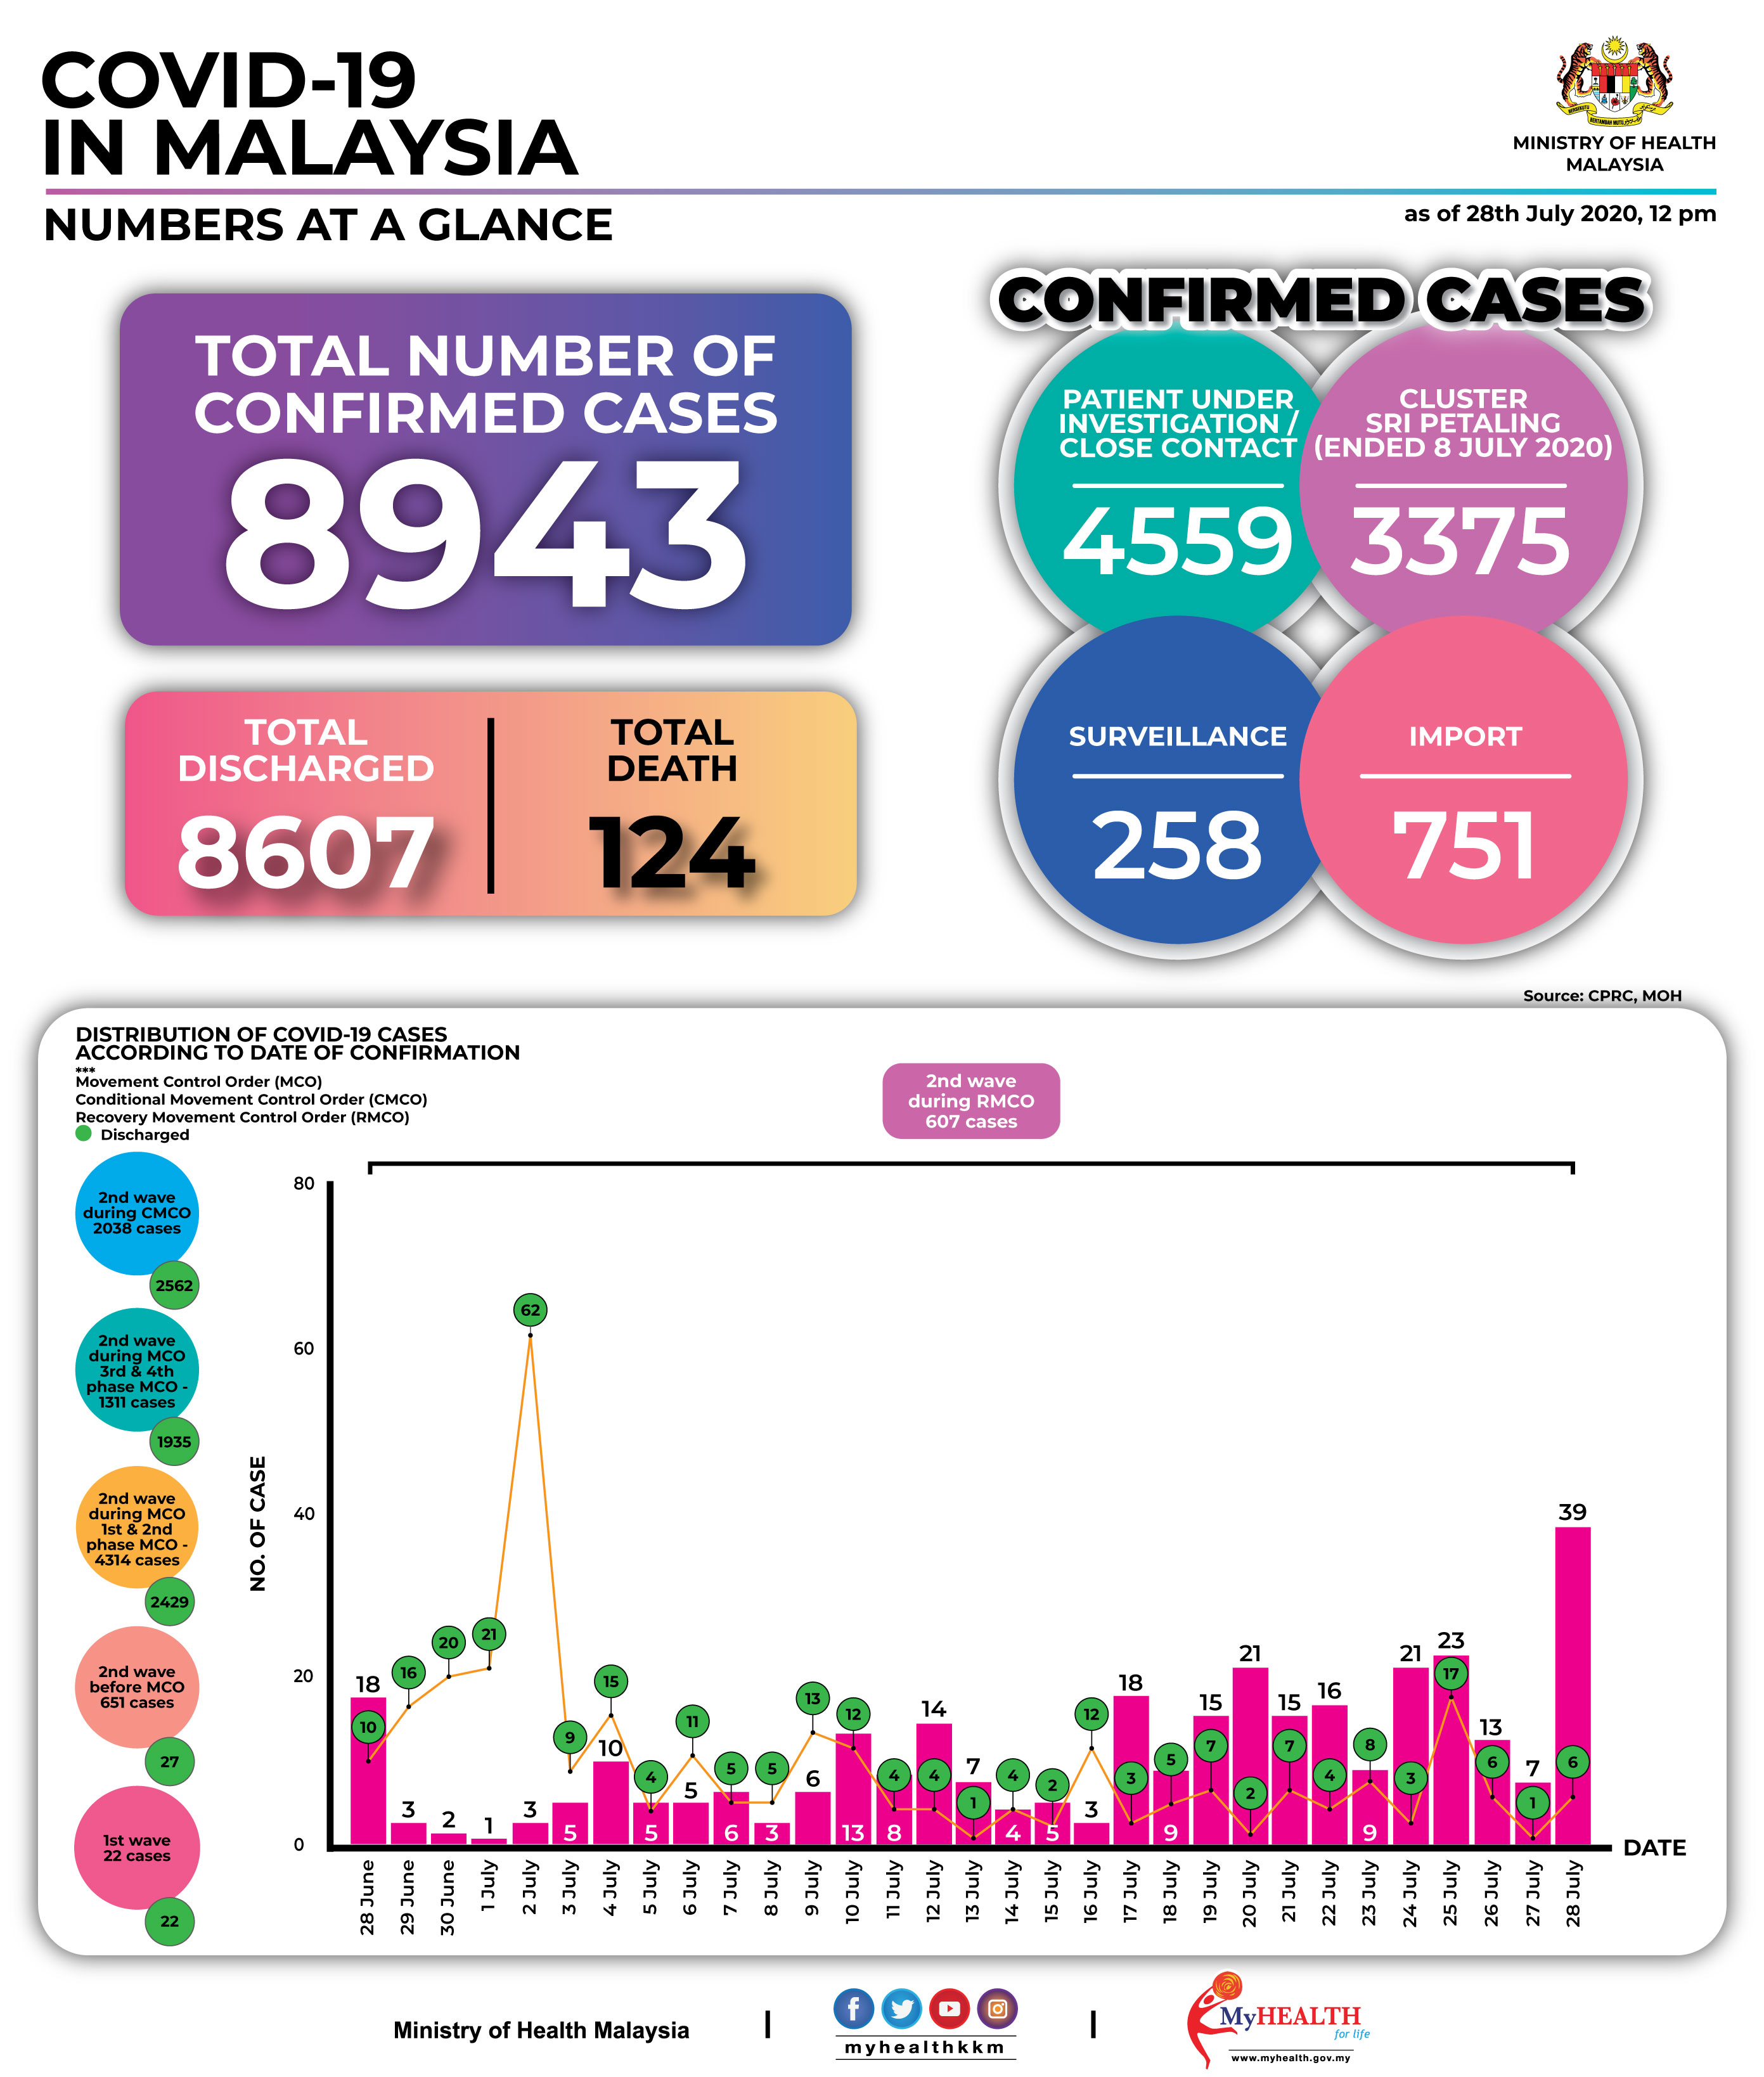 COVID-19
IN MALAYSIA
NUMBERS AT A GLANCE
MINISTRY OF HEALTH
MALAYSIA
as of 28th July 2020, 12 pm
TOTAL NUMBER OF
CONFIRMED CASES
8943
TOTAL
DISCHARGED
8607
TOTAL
DEATH
124
CONFIRMED CASES
PATIENT UNDER
INVESTIGATION /
CLOSE CONTACT
4559
CLUSTER
SRI PETALING
(ENDED 8 JULY 2020)
3375
SURVEILLANCE
258
IMPORT
751
Source: CPRC, MOH
DISTRIBUTION OF COVID-19 CASES
ACCORDING TO DATE OF CONFIRMATION
***
Movement Control Order (MCO)
Conditional Movement Control Order (CMCO)
Recovery Movement Control Order (RMCO)
Discharged
2nd wave
during RMCO
607 cases
2nd wave
during CMCO
2038 cases
2562
2nd wave
during MCO
3rd & 4th
phase MCO -
1311 cases
1935
2nd wave
during MCO
1st & 2nd
phase MCO -
4314 cases
2429
2nd wave
before MCO
651 cases
27
1st wave
22 cases
22
NO. OF CASE
80
60
40
20
0
18 3 2 1 3 5 10 5 5 6 3 6 13 8 14 7 4 5 3 18 9 15 21 15 16 9 21 23 13 7 39
10 16 20 21 62 9 15 4 11 5 5 13 12 4 4 1 4 2 12 3 5 7 2 7 4 8 3 17 6 1 6
28 June 29 June 30 June 1 July 2 July 3 July 4 July 5 July 6 July 7 July 8 July 9 July 10 July 11 July 12 July 13 July 14 July 15 July 16 July 17 July 18 July 19 July 20 July 21 July 22 July 23 July 24 July 25 July 26 July 27 July 28 July
DATE
Ministry of Health Malaysia
myhealthkkm
MyHEALTH
for life
www.myhealth.gov.my